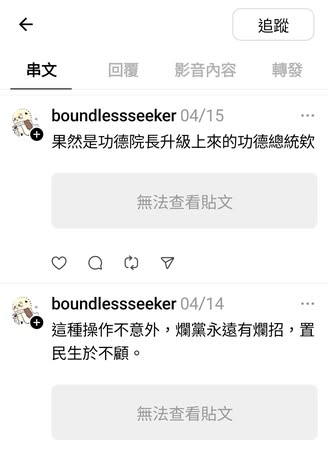 追蹤
串文 回覆 影音內容 轉發
boundlessseeker 04/15
果然是功德院長升級上來的功德總統欸
無法查看貼文
boundlessseeker 04/14
這種操作不意外，爛黨永遠有爛招，置
民生於不顧。
無法查看貼文